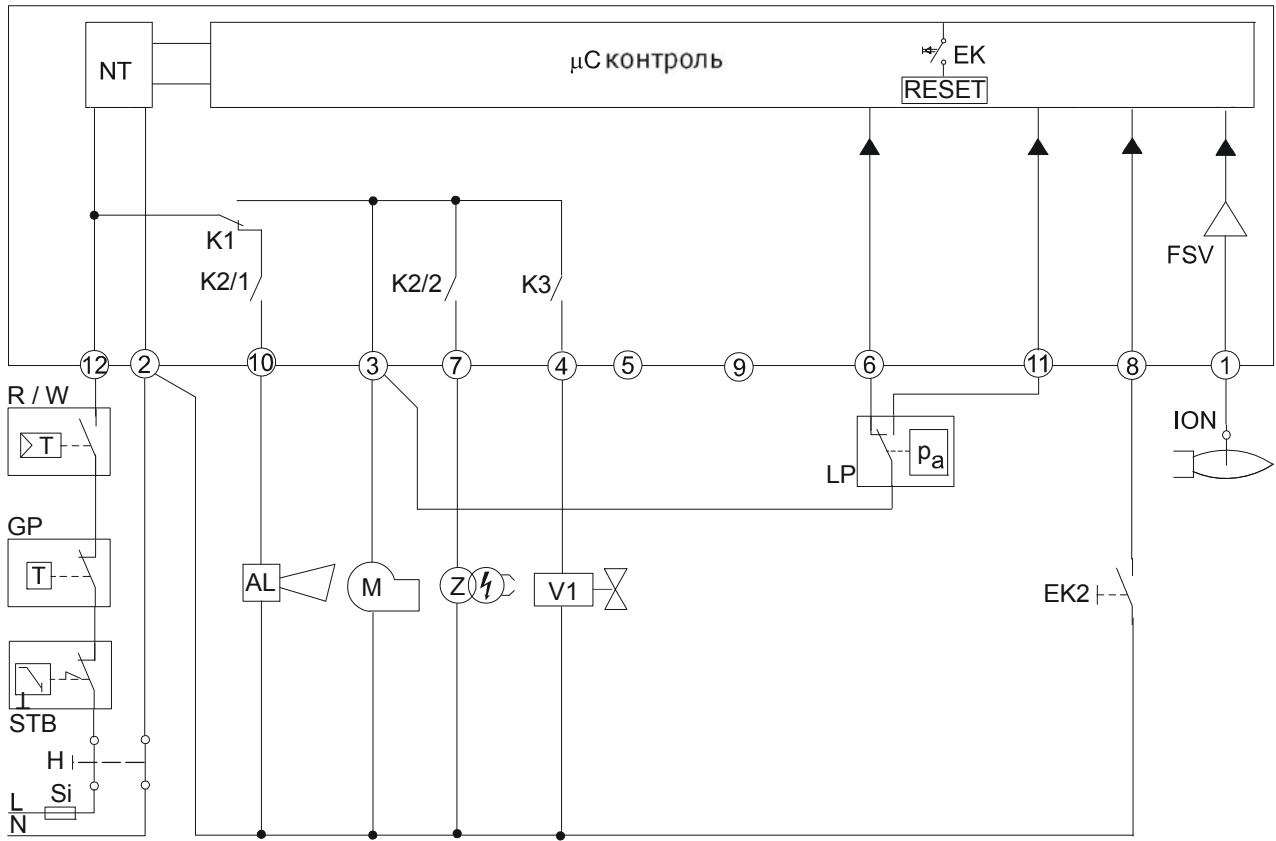 NT
μC контроль
EK
RESET
FSV
K1
K2/1
K2/2
K3
12
2
10
3
7
4
5
9
6
11
8
1
R / W
T
LP
pa
ION
GP
T
AL
M
Z
V1
EK2
STB
H
Si
L
N